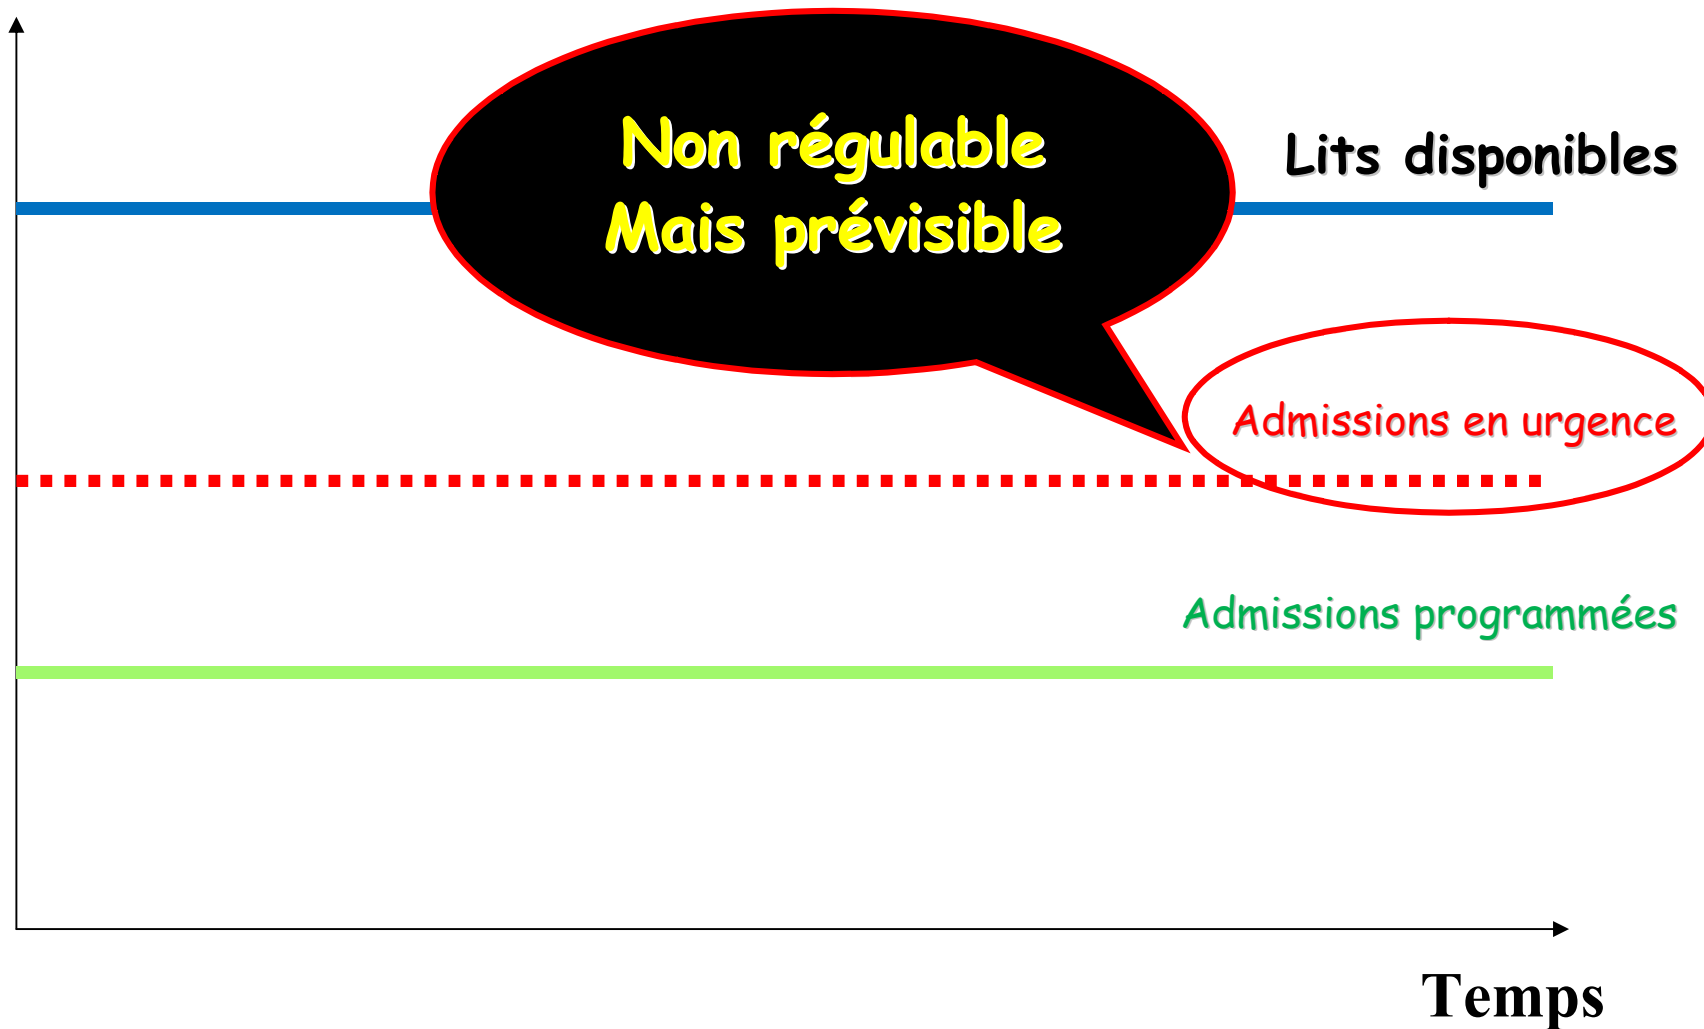 Non régulable
Mais prévisible
Lits disponibles
Admissions en urgence
Admissions programmées
Temps